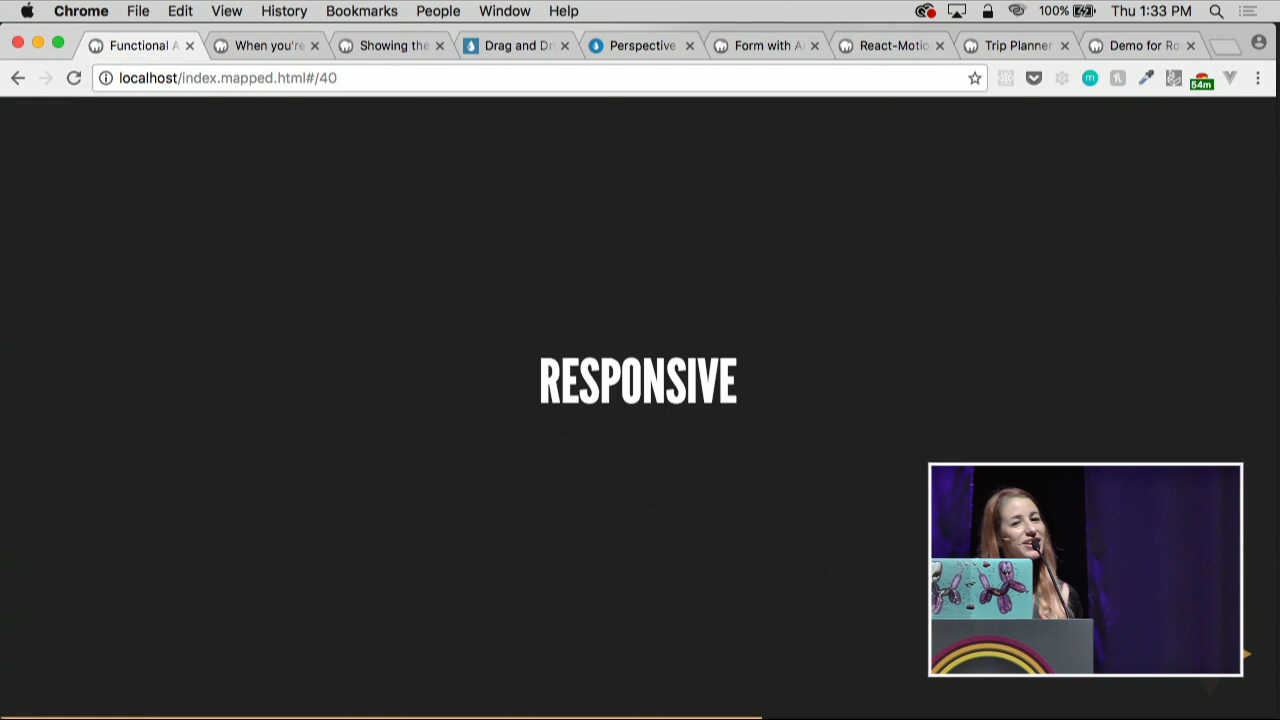 Chrome File Edit View History Bookmarks People Window Help 100% Thu 1:33 PM
Functional A When you're Showing the Drag and Dr Perspective Form with A React-Motio Trip Planner Demo for Ro
localhost/index.mapped.html#/40
54m
RESPONSIVE